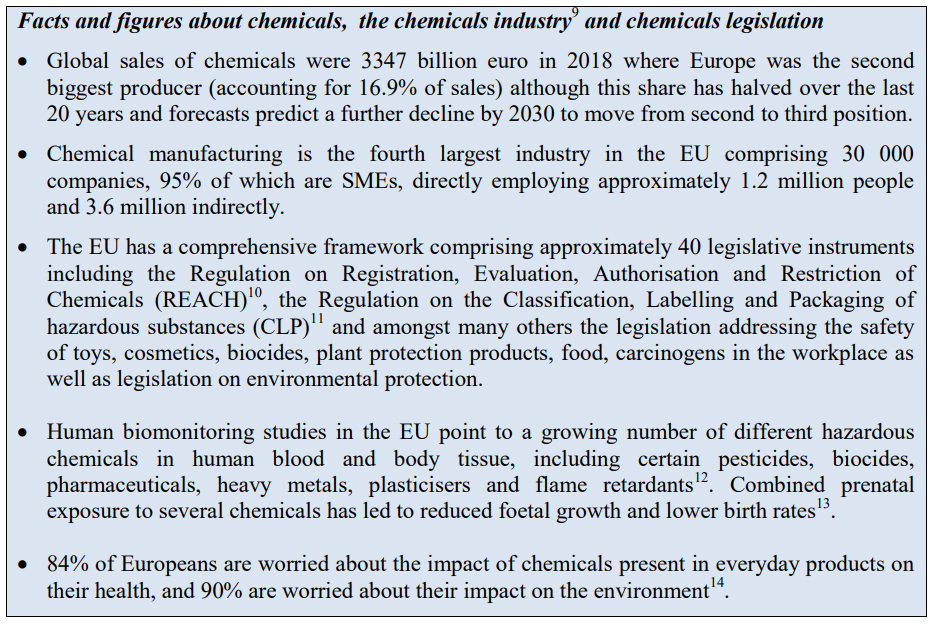 Facts and figures about chemicals, the chemicals industry9 and chemicals legislation
• Global sales of chemicals were 3347 billion euro in 2018 where Europe was the second
biggest producer (accounting for 16.9% of sales) although this share has halved over the last
20 years and forecasts predict a further decline by 2030 to move from second to third position.
• Chemical manufacturing is the fourth largest industry in the EU comprising 30 000
companies, 95% of which are SMEs, directly employing approximately 1.2 million people
and 3.6 million indirectly.
• The EU has a comprehensive framework comprising approximately 40 legislative instruments
including the Regulation on Registration, Evaluation, Authorisation and Restriction of
Chemicals (REACH)10, the Regulation on the Classification, Labelling and Packaging of
hazardous substances (CLP)11 and amongst many others the legislation addressing the safety
of toys, cosmetics, biocides, plant protection products, food, carcinogens in the workplace as
well as legislation on environmental protection.
• Human biomonitoring studies in the EU point to a growing number of different hazardous
chemicals in human blood and body tissue, including certain pesticides, biocides,
pharmaceuticals, heavy metals, plasticisers and flame retardants12. Combined prenatal
exposure to several chemicals has led to reduced foetal growth and lower birth rates13.
• 84% of Europeans are worried about the impact of chemicals present in everyday products on
their health, and 90% are worried about their impact on the environment14.